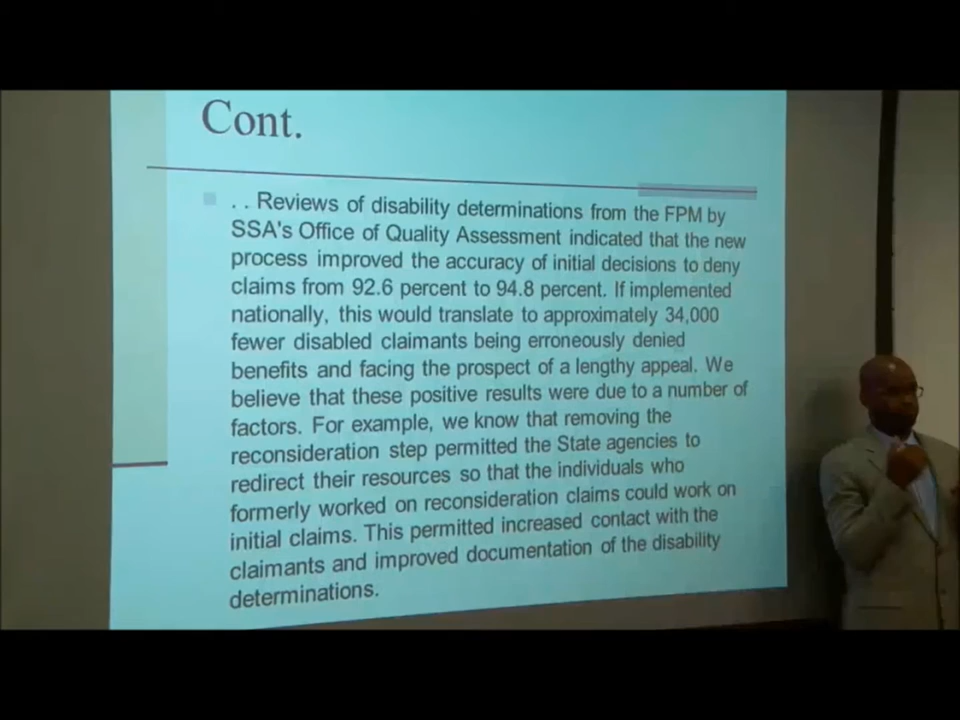 Cont.
. . Reviews of disability determinations from the FPM by
SSA's Office of Quality Assessment indicated that the new
process improved the accuracy of initial decisions to deny
claims from 92.6 percent to 94.8 percent. If implemented
nationally, this would translate to approximately 34,000
fewer disabled claimants being erroneously denied
benefits and facing the prospect of a lengthy appeal. We
believe that these positive results were due to a number of
factors. For example, we know that removing the
reconsideration step permitted the State agencies to
redirect their resources so that the individuals who
formerly worked on reconsideration claims could work on
initial claims. This permitted increased contact with the
claimants and improved documentation of the disability
determinations.